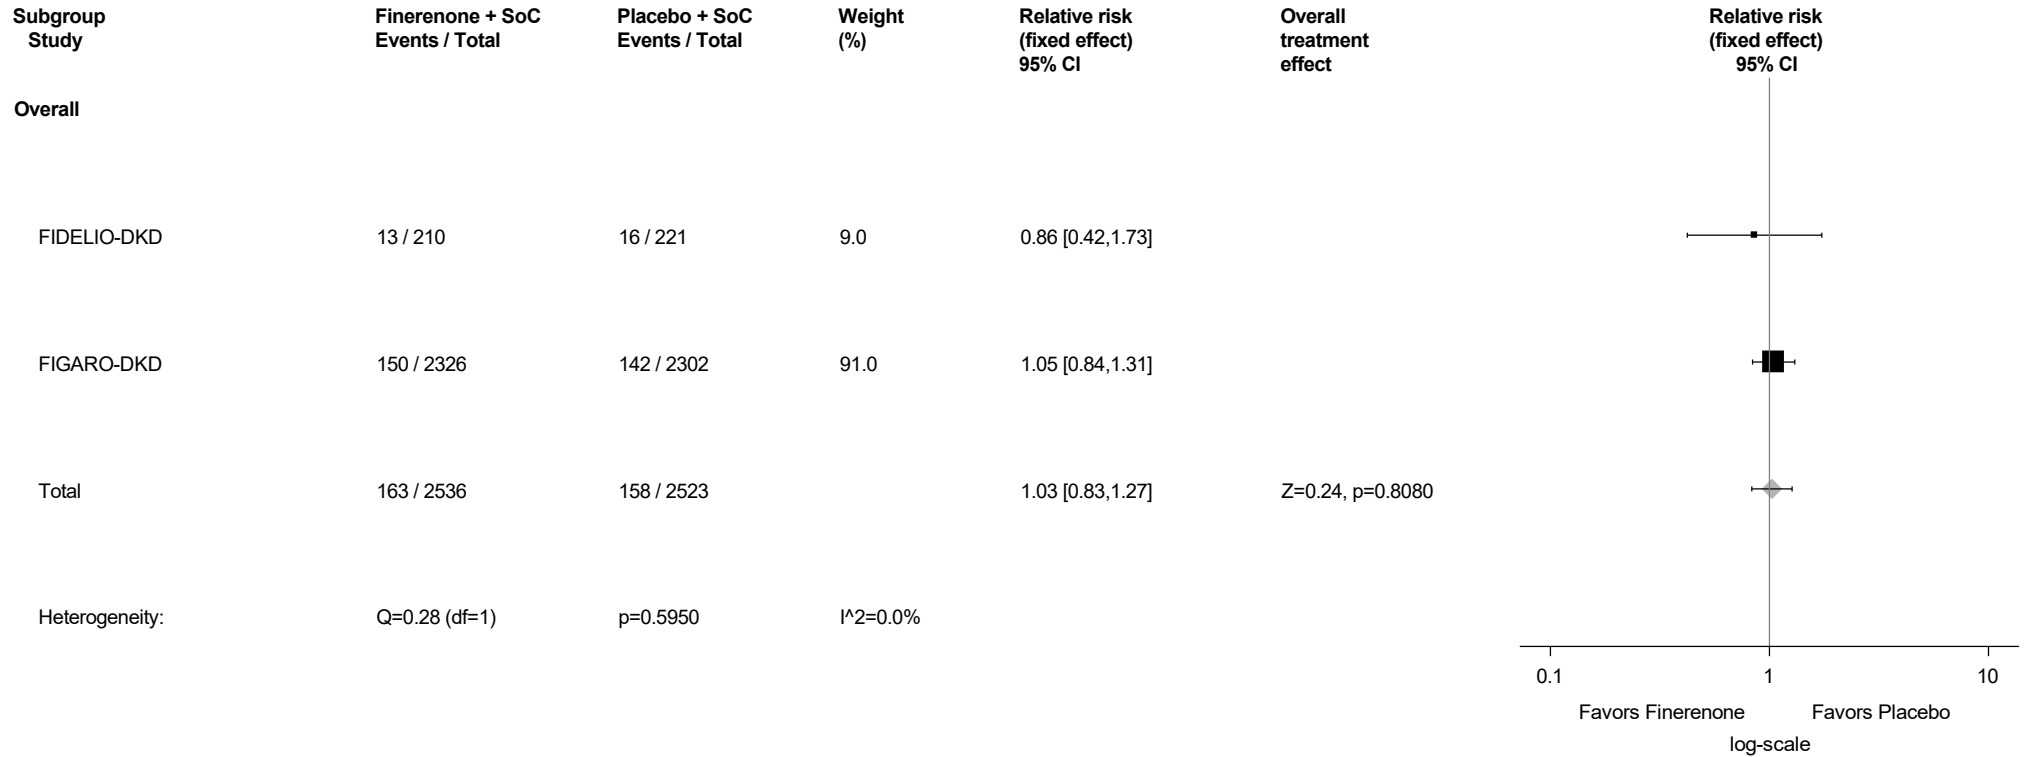 Subgroup Finerenone + SoC Placebo + SoC Weight Relative risk Overall Relative risk
Study Events / Total Events / Total (%) (fixed effect) treatment (fixed effect)
95% CI effect 95% CI
Overall
FIDELIO-DKD 13 / 210 16 / 221 9.0 0.86 [0.42,1.73]
FIGARO-DKD 150 / 2326 142 / 2302 91.0 1.05 [0.84,1.31]
Total 163 / 2536 158 / 2523 1.03 [0.83,1.27] Z=0.24, p=0.8080
Heterogeneity: Q=0.28 (df=1) p=0.5950 I^2=0.0%
0.1 1 10
Favors Finerenone Favors Placebo
log-scale